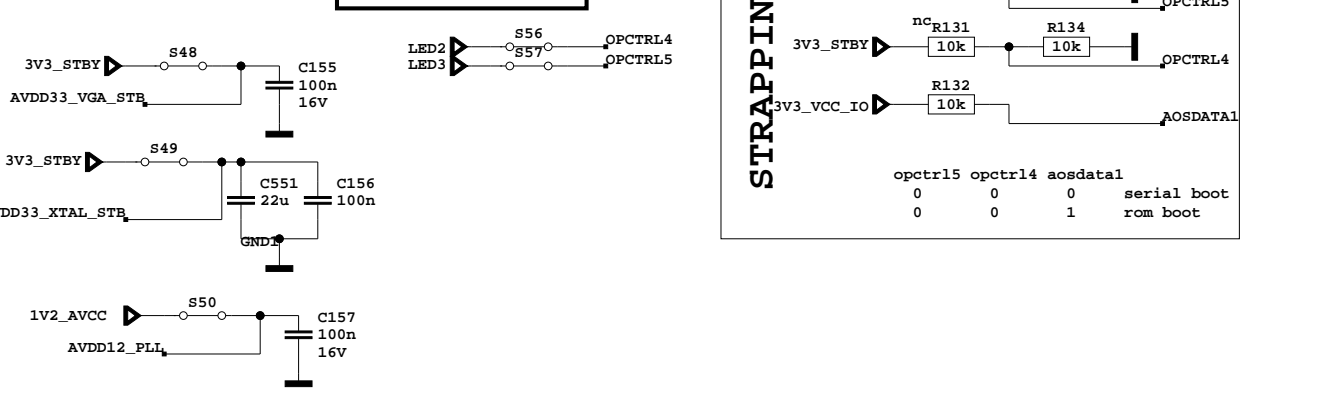 S48
3V3_STBY
AVDD33_VGA_STB
C155
100n
16V
S49
3V3_STBY
DD33_XTAL_STB
C551
22u
C156
100n
GND1
S50
1V2_AVCC
AVDD12_PLL
C157
100n
16V
LED2
S56
OPCTRL4
LED3
S57
OPCTRL5
STRAPPIN
OPCTRL5
nc
R131
R134
3V3_STBY
10k
10k
OPCTRL4
R132
3V3_VCC_IO
10k
AOSDATA1
opctrl5 opctrl4 aosdata1
0 0 0 serial boot
0 0 1 rom boot